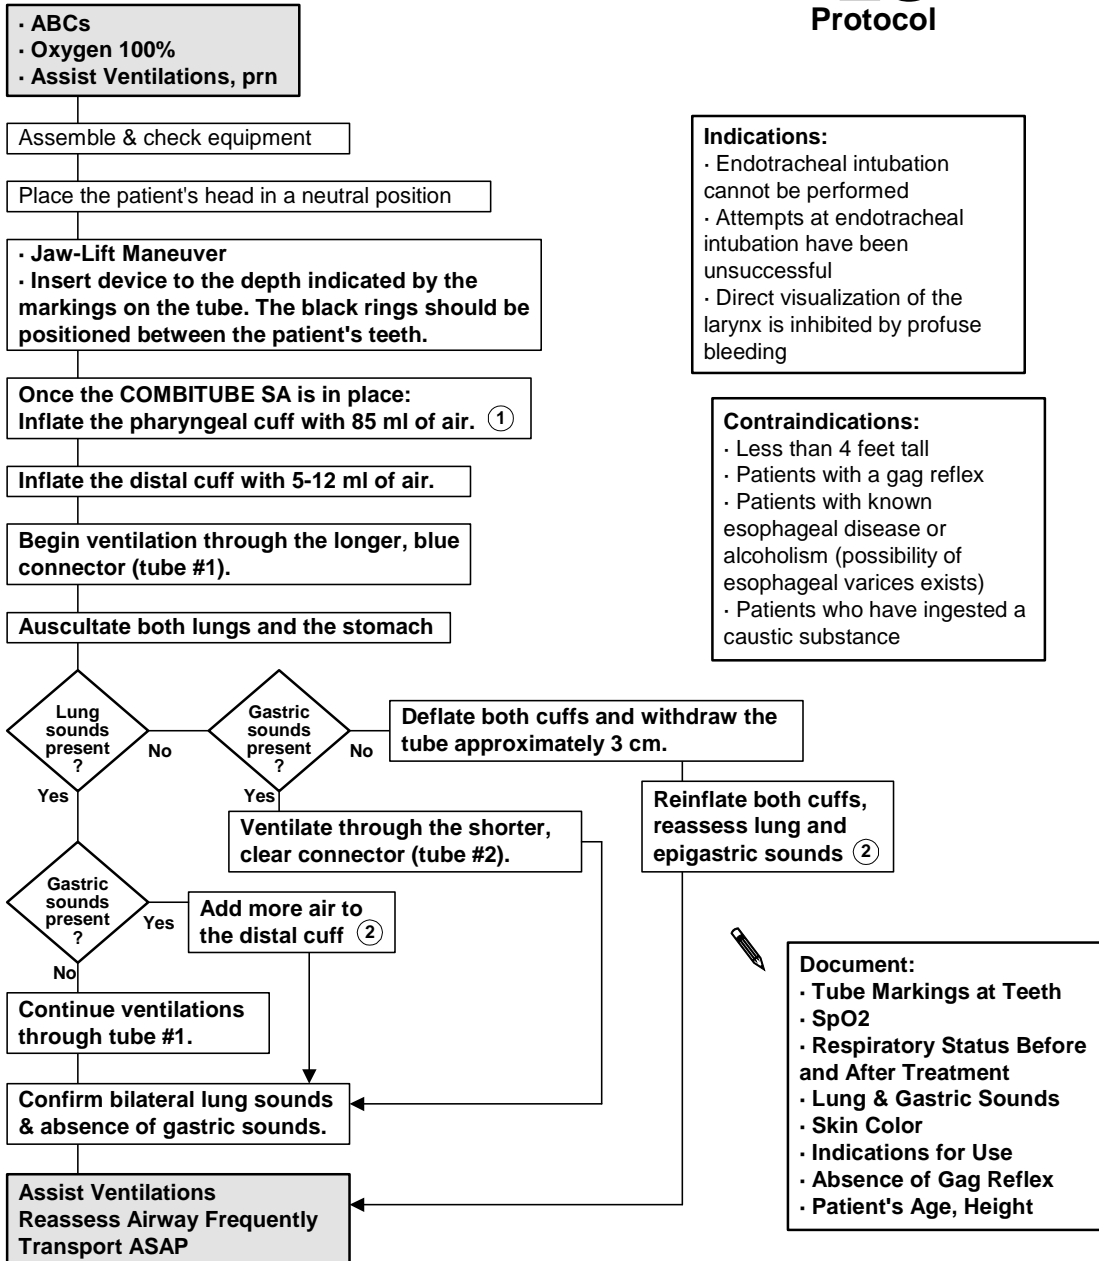 Protocol
· ABCs
· Oxygen 100%
· Assist Ventilations, prn
Assemble & check equipment
Place the patient's head in a neutral position
· Jaw-Lift Maneuver
· Insert device to the depth indicated by the
markings on the tube. The black rings should be
positioned between the patient's teeth.
Once the COMBITUBE SA is in place:
Inflate the pharyngeal cuff with 85 ml of air. 1
Inflate the distal cuff with 5-12 ml of air.
Begin ventilation through the longer, blue
connector (tube #1).
Auscultate both lungs and the stomach
Lung
sounds
present
?
No
Yes
Gastric
sounds
present
?
No
Yes
Deflate both cuffs and withdraw the
tube approximately 3 cm.
Reinflate both cuffs,
reassess lung and
epigastric sounds 2
Ventilate through the shorter,
clear connector (tube #2).
Gastric
sounds
present
?
Yes
No
Add more air to
the distal cuff 2
Continue ventilations
through tube #1.
Confirm bilateral lung sounds
& absence of gastric sounds.
Assist Ventilations
Reassess Airway Frequently
Transport ASAP
Indications:
· Endotracheal intubation
cannot be performed
· Attempts at endotracheal
intubation have been
unsuccessful
· Direct visualization of the
larynx is inhibited by profuse
bleeding
Contraindications:
· Less than 4 feet tall
· Patients with a gag reflex
· Patients with known
esophageal disease or
alcoholism (possibility of
esophageal varices exists)
· Patients who have ingested a
caustic substance
Document:
· Tube Markings at Teeth
· SpO2
· Respiratory Status Before
and After Treatment
· Lung & Gastric Sounds
· Skin Color
· Indications for Use
· Absence of Gag Reflex
· Patient's Age, Height